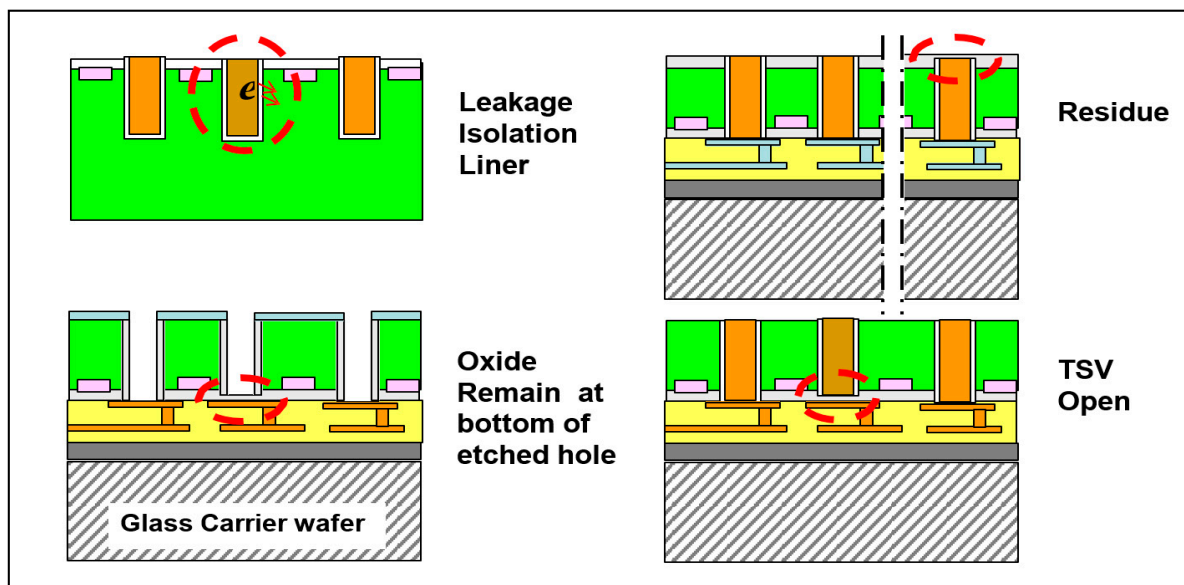 e
Leakage
Isolation
Liner
Residue
Oxide
Remain at
bottom of
etched hole
Glass Carrier wafer
TSV
Open